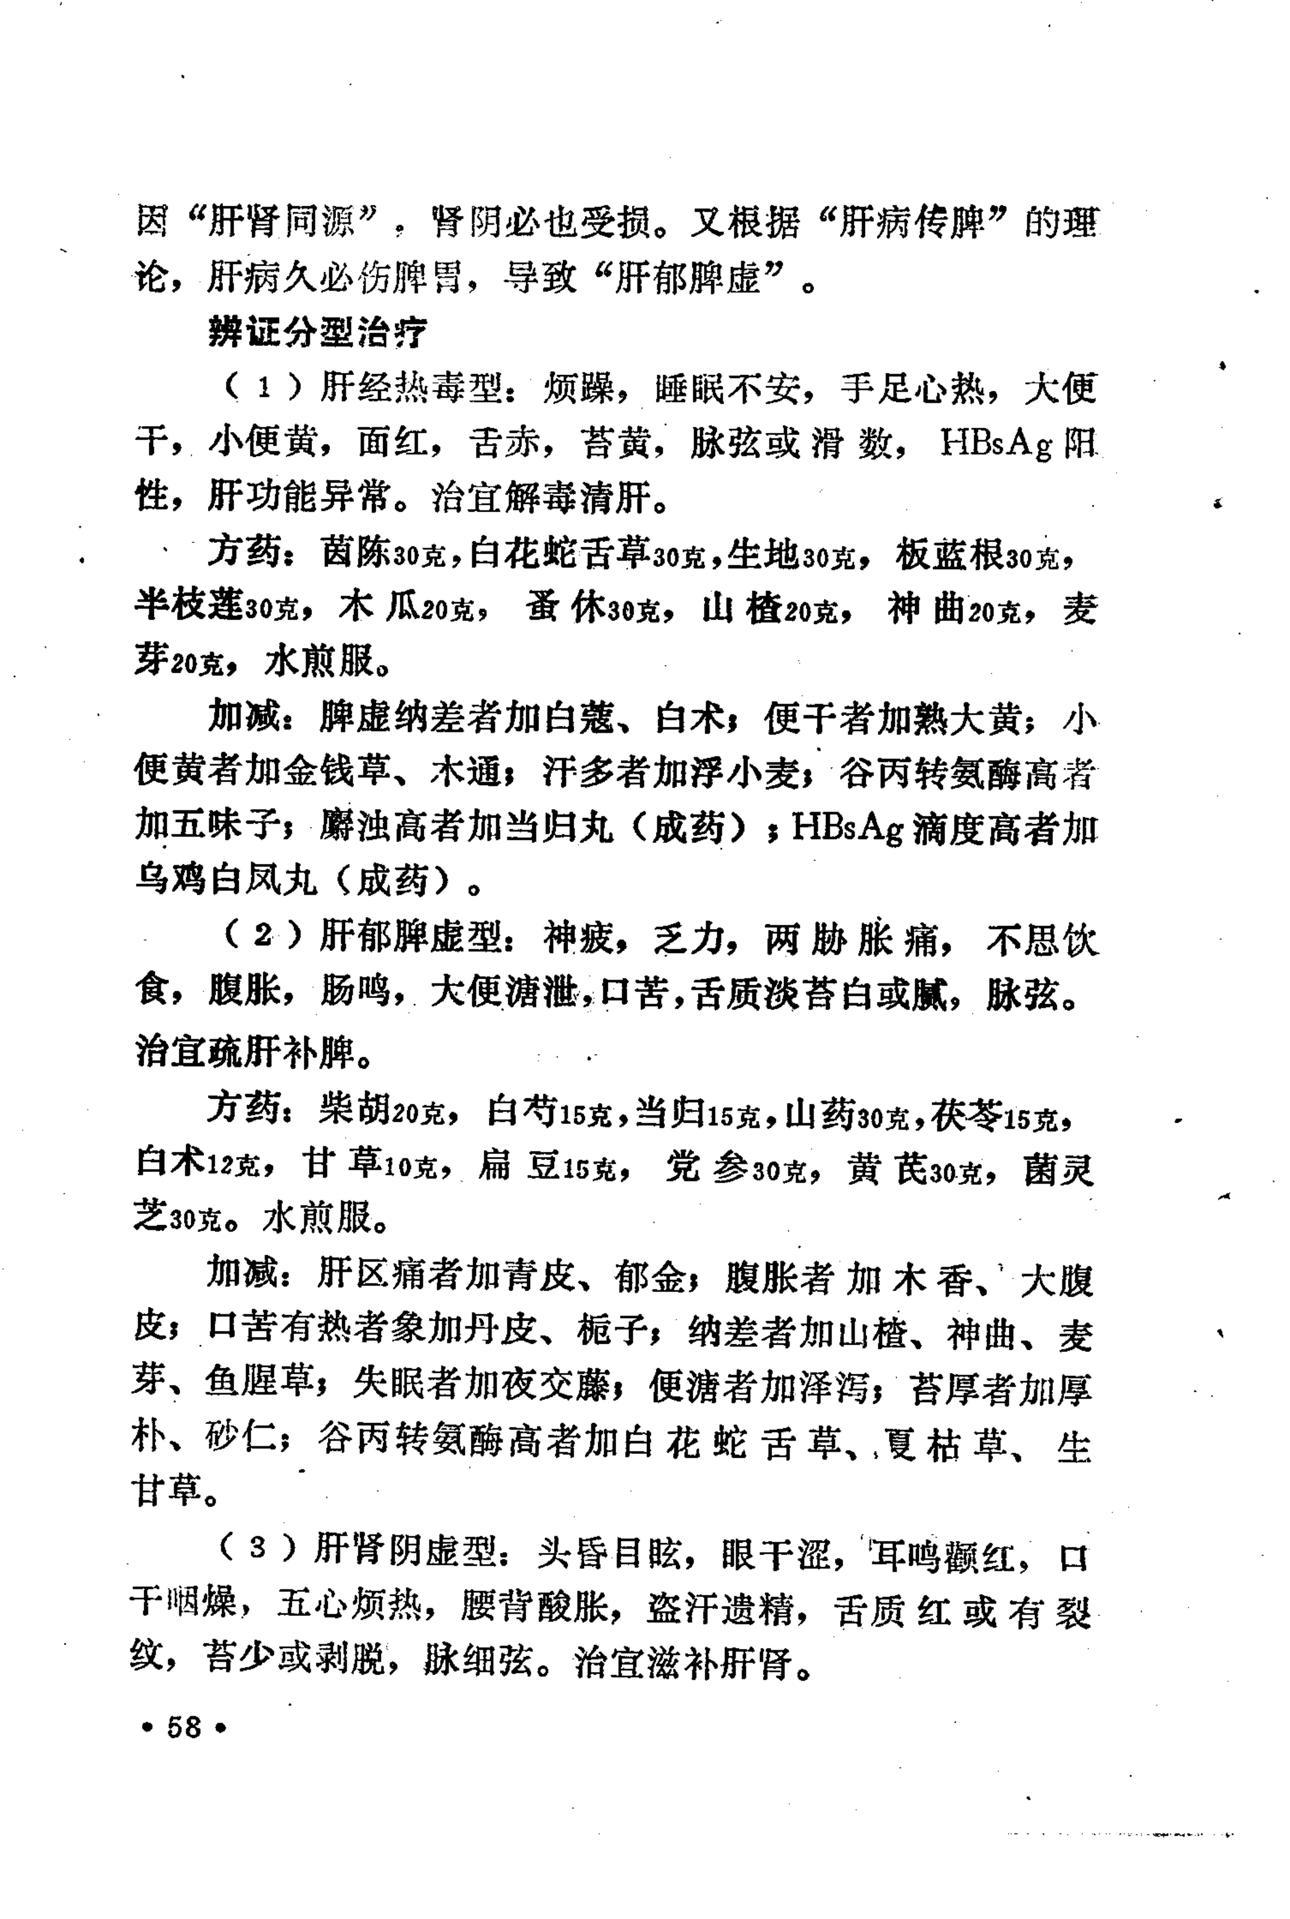 因“肝肾同源”，肾阴必也受损。又根据“肝病传脾”的理
论，肝病久必伤脾胃，导致“肝郁脾虚”。
辨证分型治疗
（1）肝经热毒型：烦躁，睡眠不安，手足心热，大便
干，小便黄，面红，舌赤，苔黄，脉弦或滑数，HBsAg阳
性，肝功能异常。治宜解毒清肝。
方药：茵陈30克，白花蛇舌草30克，生地30克，板蓝根30克，
半枝莲30克，木瓜20克，蚤休30克，山楂20克，神曲20克，麦
芽20克，水煎服。
加减：脾虚纳差者加白蔻、白术；便干者加熟大黄；小
便黄者加金钱草、木通；汗多者加浮小麦；谷丙转氨酶高者
加五味子；麝浊高者加当归丸（成药）；HBsAg滴度高者加
乌鸡白凤丸（成药）。
（2）肝郁脾虚型：神疲，乏力，两胁胀痛，不思饮
食，腹胀，肠鸣，大便溏泄，口苦，舌质淡苔白或腻，脉弦。
治宜疏肝补脾。
方药：柴胡20克，白芍15克，当归15克，山药30克，茯苓15克，
白术12克，甘草10克，扁豆15克，党参30克，黄芪30克，菌灵
芝30克。水煎服。
加减：肝区痛者加青皮、郁金；腹胀者加木香、大腹
皮；口苦有热者象加丹皮、栀子；纳差者加山楂、神曲、麦
芽、鱼腥草；失眠者加夜交藤；便溏者加泽泻；苔厚者加厚
朴、砂仁；谷丙转氨酶高者加白花蛇舌草、夏枯草、生
甘草。
（3）肝肾阴虚型：头昏目眩，眼干涩，耳鸣颧红，口
干咽燥，五心烦热，腰背酸胀，盗汗遗精，舌质红或有裂
纹，苔少或剥脱，脉细弦。治宜滋补肝肾。
·58·